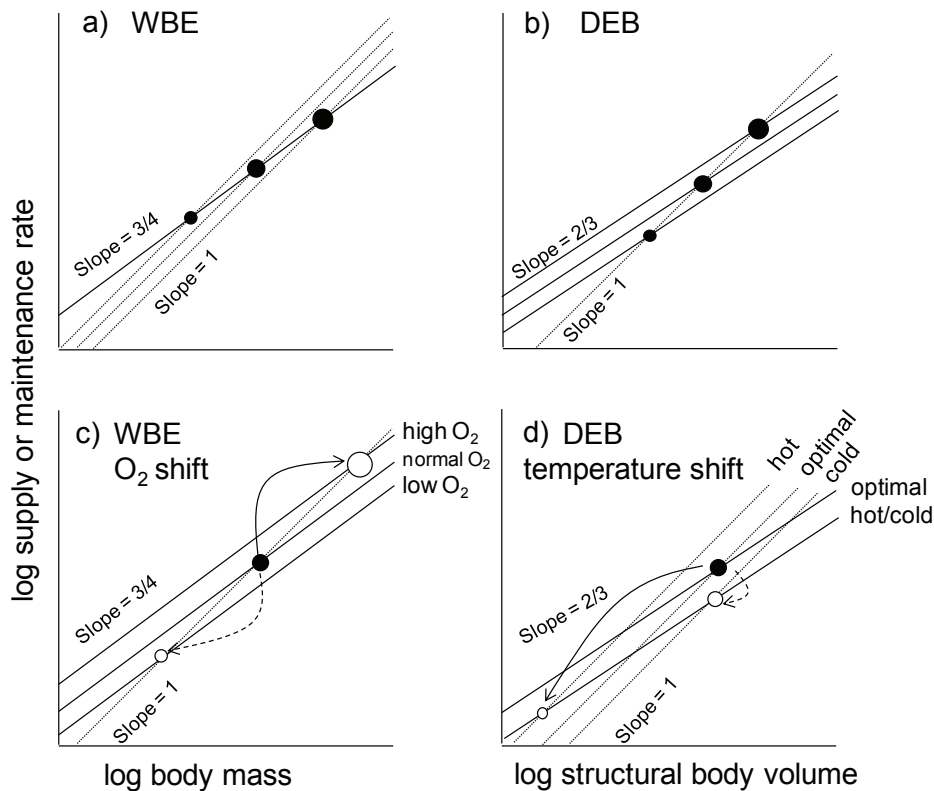 a) WBE
Slope = 3/4
Slope = 1
b) DEB
Slope = 2/3
Slope = 1
log supply or maintenance rate
c) WBE
O₂ shift
high O₂
normal O₂
low O₂
Slope = 3/4
Slope = 1
d) DEB
temperature shift
hot
optimal
cold
optimal
hot/cold
Slope = 2/3
Slope = 1
log body mass
log structural body volume